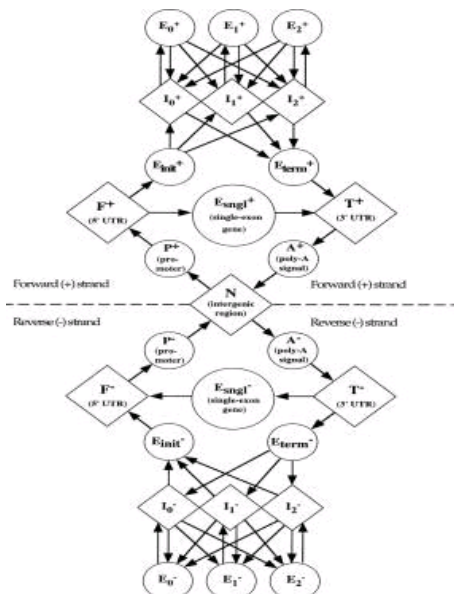 E0+ E1+ E2+
I0+ I1+ I2+
Einit+ Eterm+
F+ Esngl+ T+
(5' UTR) (single-exon (3' UTR)
gene)
P+ A+
(pro- (poly-A
moter) signal)
Forward (+) strand N Forward (+) strand
(intergenic
region)
Reverse (-) strand Reverse (-) strand
P- A-
(pro- (poly-A
moter) signal)
F- Esngl- T-
(5' UTR) (single-exon (3' UTR)
gene)
Einit- Eterm-
I0- I1- I2-
E0- E1- E2-